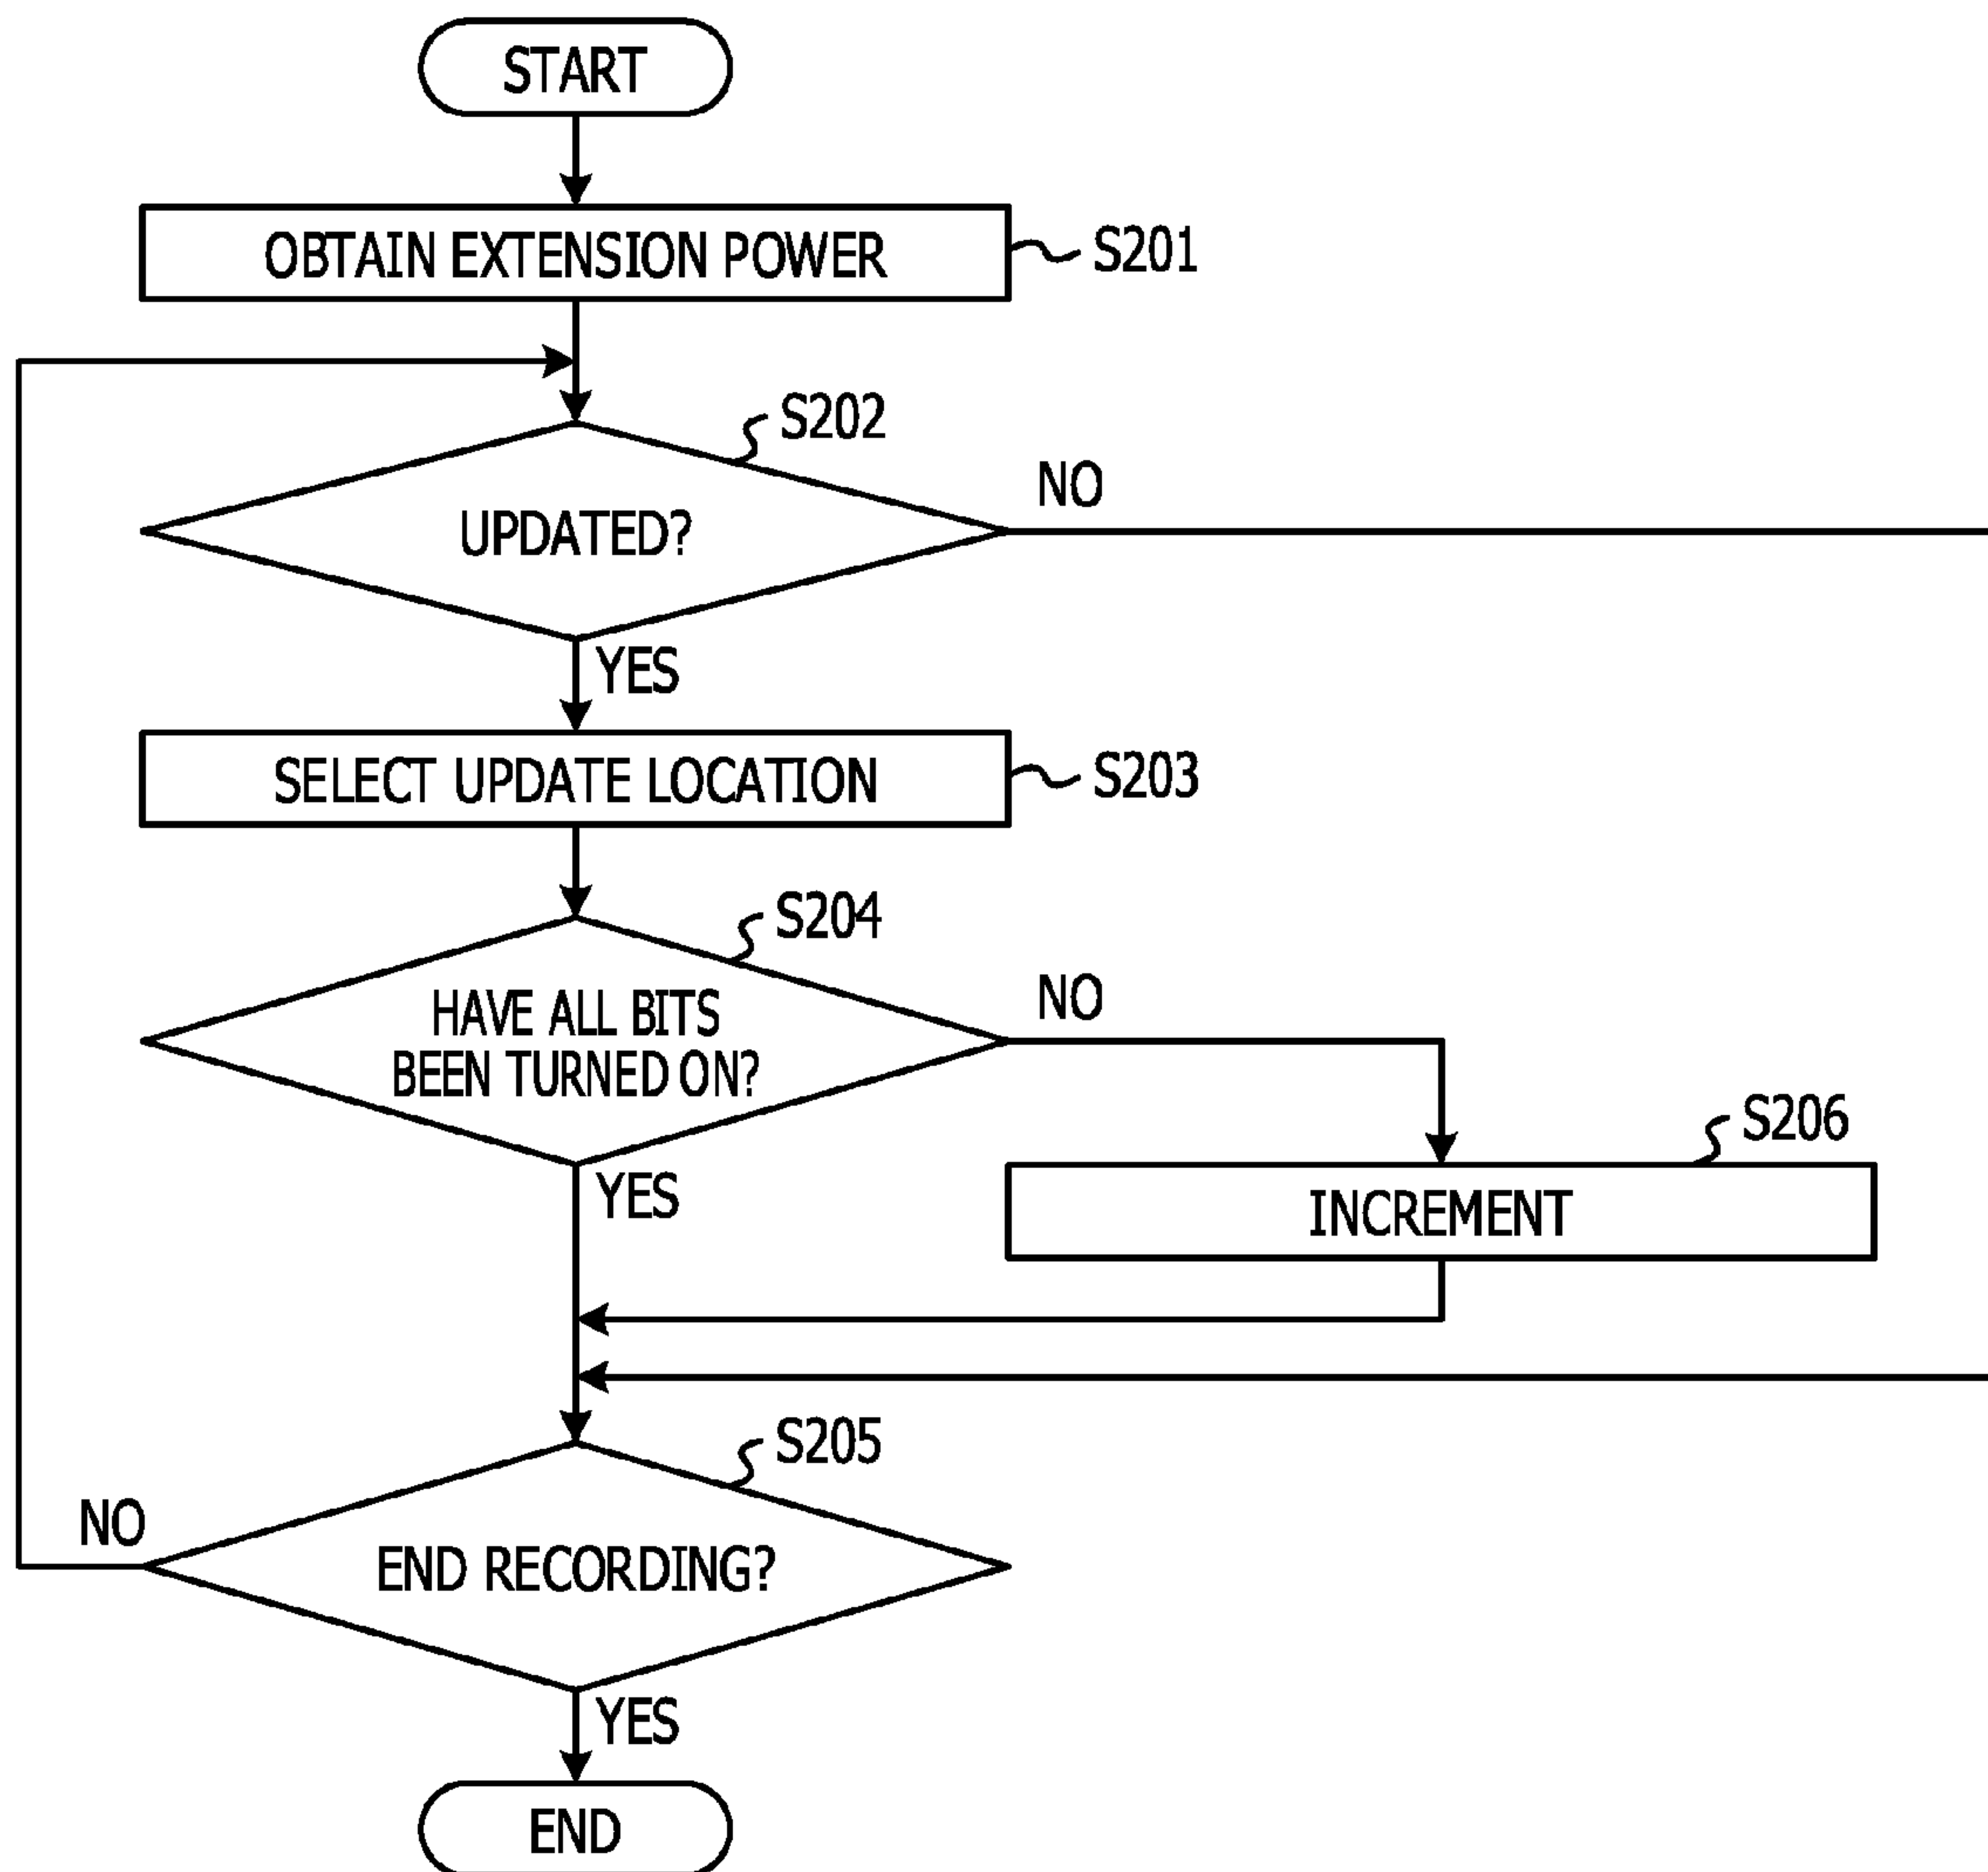 START
OBTAIN EXTENSION POWER
S201
S202
NO
UPDATED?
YES
SELECT UPDATE LOCATION
S203
S204
NO
HAVE ALL BITS
BEEN TURNED ON?
S206
YES
INCREMENT
S205
NO
END RECORDING?
YES
END